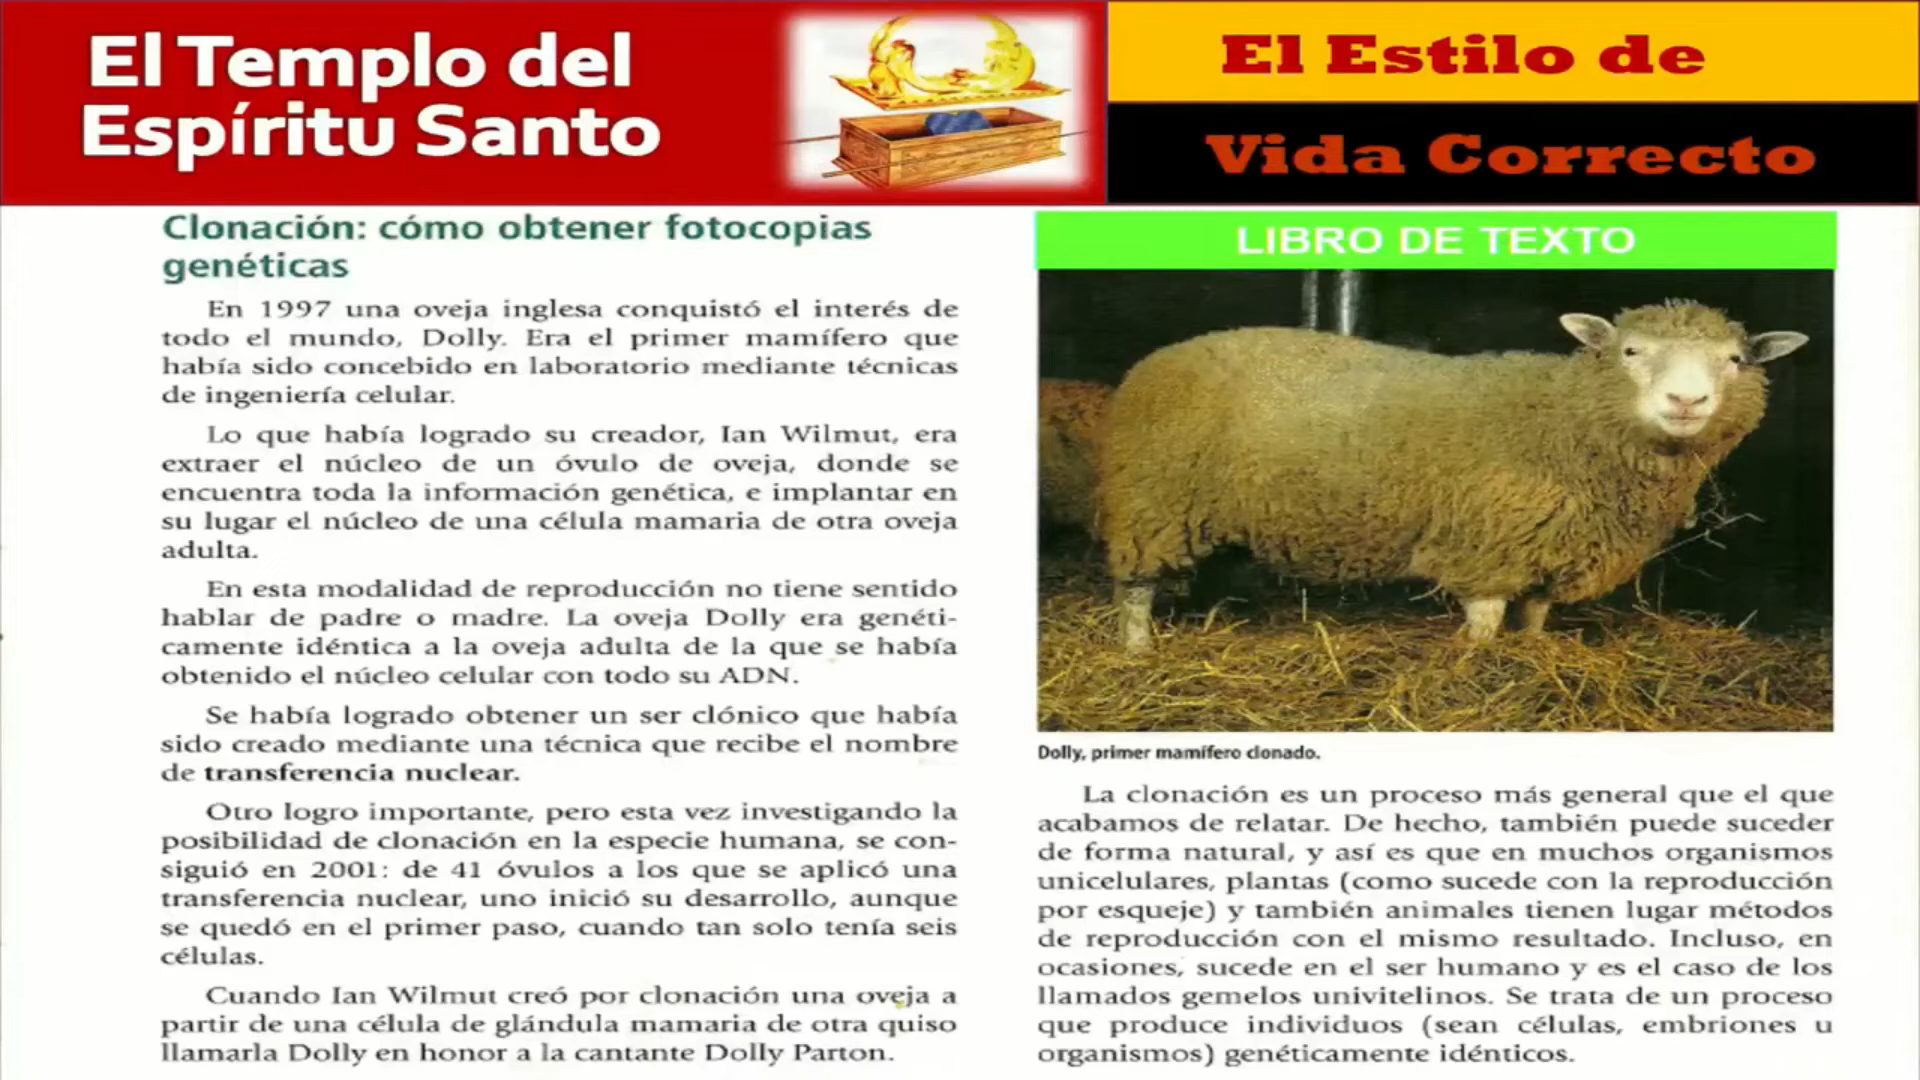 El Templo del
Espíritu Santo
El Estilo de
Vida Correcto
Clonación: cómo obtener fotocopias
genéticas
En 1997 una oveja inglesa conquistó el interés de
todo el mundo, Dolly. Era el primer mamífero que
había sido concebido en laboratorio mediante técnicas
de ingeniería celular.
Lo que había logrado su creador, Ian Wilmut, era
extraer el núcleo de un óvulo de oveja, donde se
encuentra toda la información genética, e implantar en
su lugar el núcleo de una célula mamaria de otra oveja
adulta.
En esta modalidad de reproducción no tiene sentido
hablar de padre o madre. La oveja Dolly era genéti-
camente idéntica a la oveja adulta de la que se había
obtenido el núcleo celular con todo su ADN.
Se había logrado obtener un ser clónico que había
sido creado mediante una técnica que recibe el nombre
de transferencia nuclear.
Otro logro importante, pero esta vez investigando la
posibilidad de clonación en la especie humana, se con-
siguió en 2001: de 41 óvulos a los que se aplicó una
transferencia nuclear, uno inició su desarrollo, aunque
se quedó en el primer paso, cuando tan solo tenía seis
células.
Cuando Ian Wilmut creó por clonación una oveja a
partir de una célula de glándula mamaria de otra quiso
llamarla Dolly en honor a la cantante Dolly Parton.
LIBRO DE TEXTO
Dolly, primer mamífero clonado.
La clonación es un proceso más general que el que
acabamos de relatar. De hecho, también puede suceder
de forma natural, y así es que en muchos organismos
unicelulares, plantas (como sucede con la reproducción
por esqueje) y también animales tienen lugar métodos
de reproducción con el mismo resultado. Incluso, en
ocasiones, sucede en el ser humano y es el caso de los
llamados gemelos univitelinos. Se trata de un proceso
que produce individuos (sean células, embriones u
organismos) genéticamente idénticos.